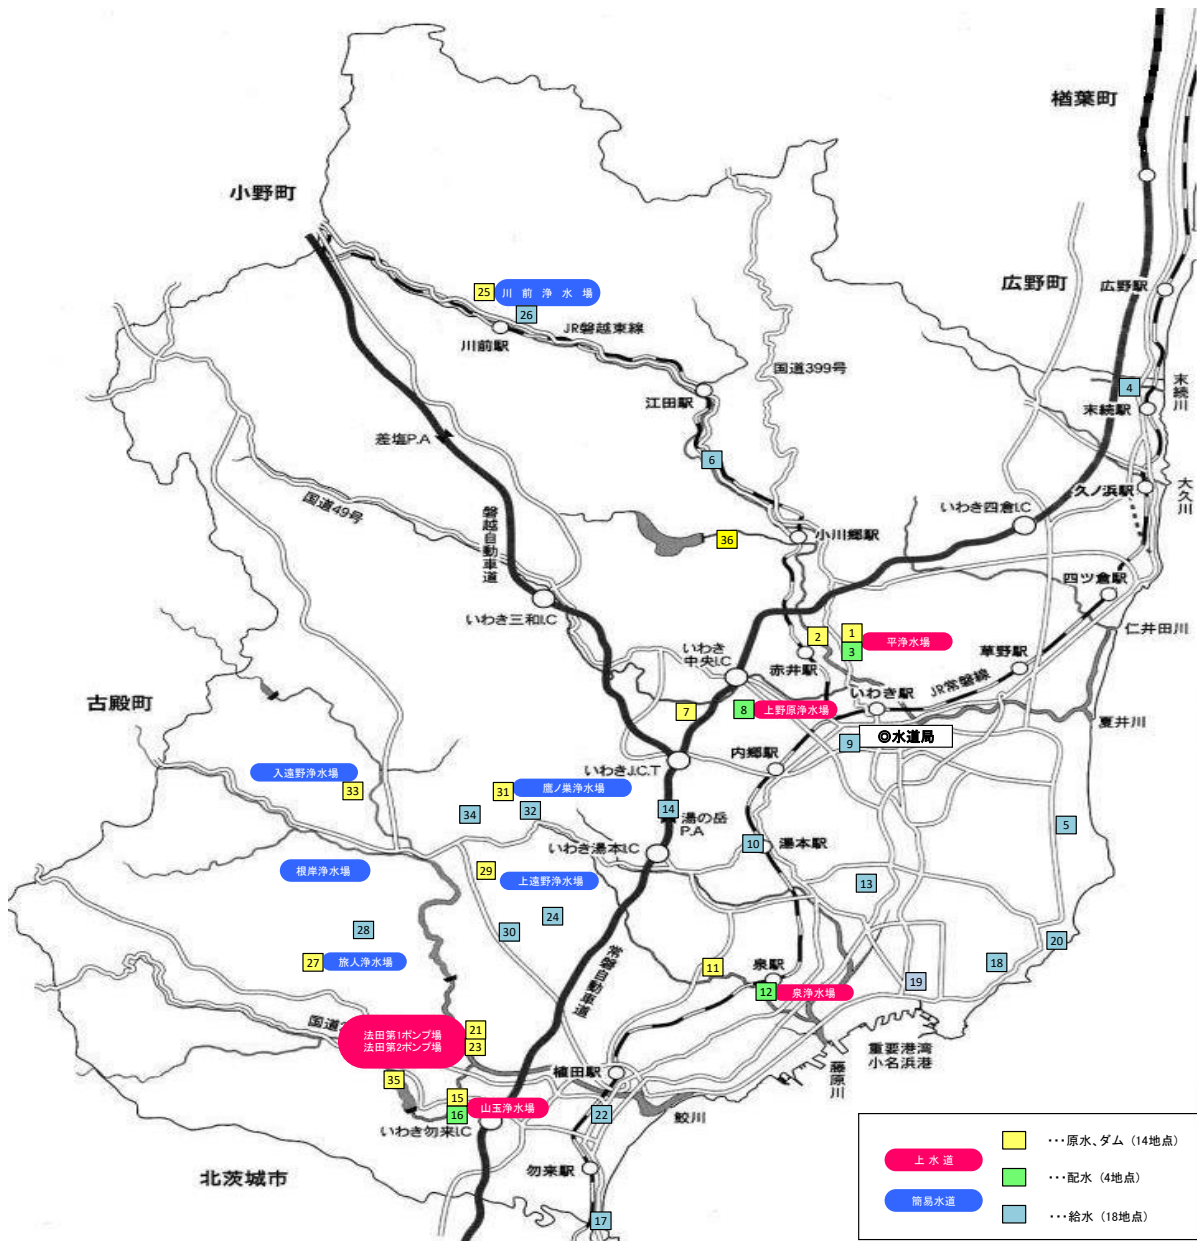 楢葉町
小野町
広野町
広野駅
25
川前浄水場
26
JR磐越東線
川前駅
国道399号
4
末続川
末続駅
江田駅
差塩P.A
6
久ノ浜駅
大久川
国道49号
磐越自動車道
いわき四倉I.C
36
小川郷駅
四ツ倉駅
いわき三和I.C
仁井田川
1
2
3
平浄水場
草野駅
赤井駅
いわき中央I.C
JR常磐線
いわき駅
古殿町
7
8
上野原浄水場
夏井川
9
◎水道局
内郷駅
いわきJ.C.T
入遠野浄水場
33
31
鷹ノ巣浄水場
32
34
14
湯の岳
P.A
5
10
湯本駅
いわき湯本I.C
根岸浄水場
29
上遠野浄水場
13
24
28
30
常磐自動車道
20
27
旅人浄水場
11
泉駅
18
19
12
泉浄水場
国道
法田第1ポンプ場
法田第2ポンプ場
21
23
重要港湾
小名浜港
藤原川
35
植田駅
15
16
山玉浄水場
22
鮫川
いわき勿来I.C
北茨城市
勿来駅
17
上水道
簡易水道
・・・原水、ダム（14地点）
・・・配水（4地点）
・・・給水（18地点）